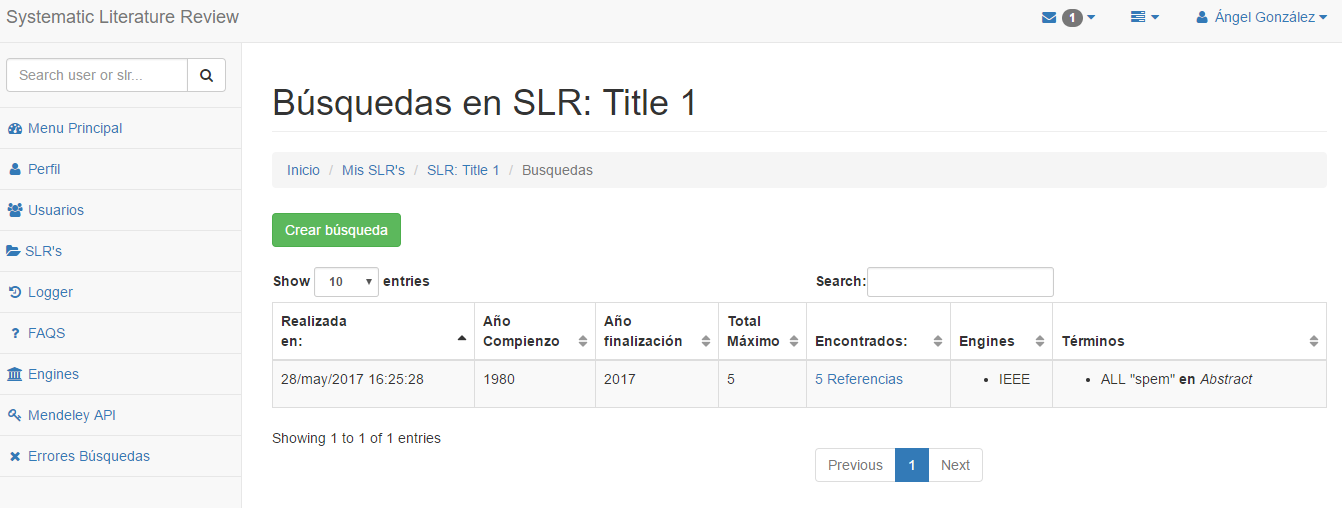 Systematic Literature Review
1
Ángel González
Search user or slr...
Menu Principal
Perfil
Usuarios
SLR's
Logger
FAQS
Engines
Mendeley API
Errores Búsquedas
Búsquedas en SLR: Title 1
Inicio / Mis SLR's / SLR: Title 1 / Busquedas
Crear búsqueda
Show 10 entries
Search:
Realizada en:
Año Compienzo
Año finalización
Total Máximo
Encontrados:
Engines
Términos
28/may/2017 16:25:28 1980 2017 5 5 Referencias • IEEE • ALL "spem" en Abstract
Showing 1 to 1 of 1 entries
Previous 1 Next